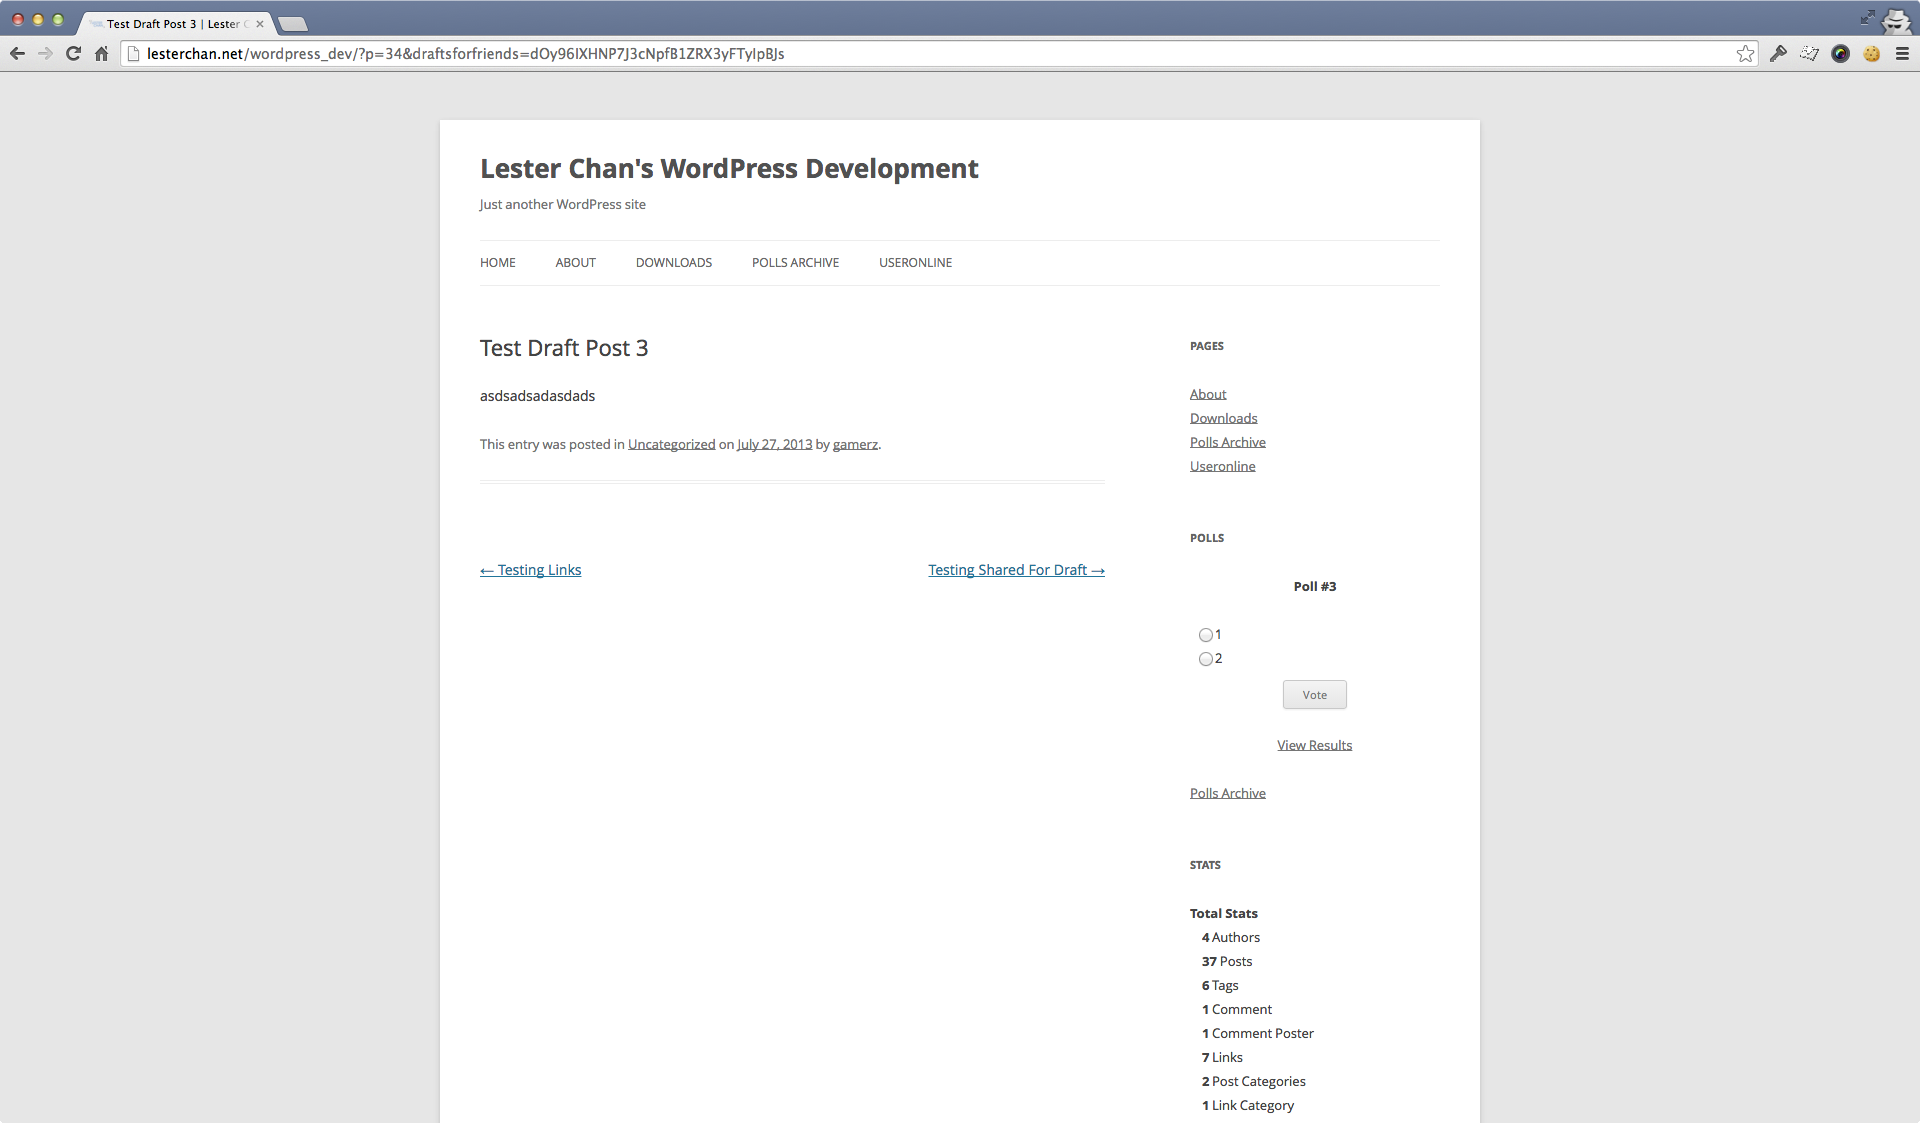 Test Draft Post 3 | Lester C
lesterchan.net/wordpress_dev/?p=34&draftsforfriends=dOy96IXHNP7J3cNpfB1ZRX3yFTyIpBJs
Lester Chan's WordPress Development
Just another WordPress site
HOME ABOUT DOWNLOADS POLLS ARCHIVE USERONLINE
Test Draft Post 3
asdsadsadasdads
This entry was posted in Uncategorized on July 27, 2013 by gamerz.
← Testing Links
Testing Shared For Draft →
PAGES
About
Downloads
Polls Archive
Useronline
POLLS
Poll #3
1
2
Vote
View Results
Polls Archive
STATS
Total Stats
4 Authors
37 Posts
6 Tags
1 Comment
1 Comment Poster
7 Links
2 Post Categories
1 Link Category